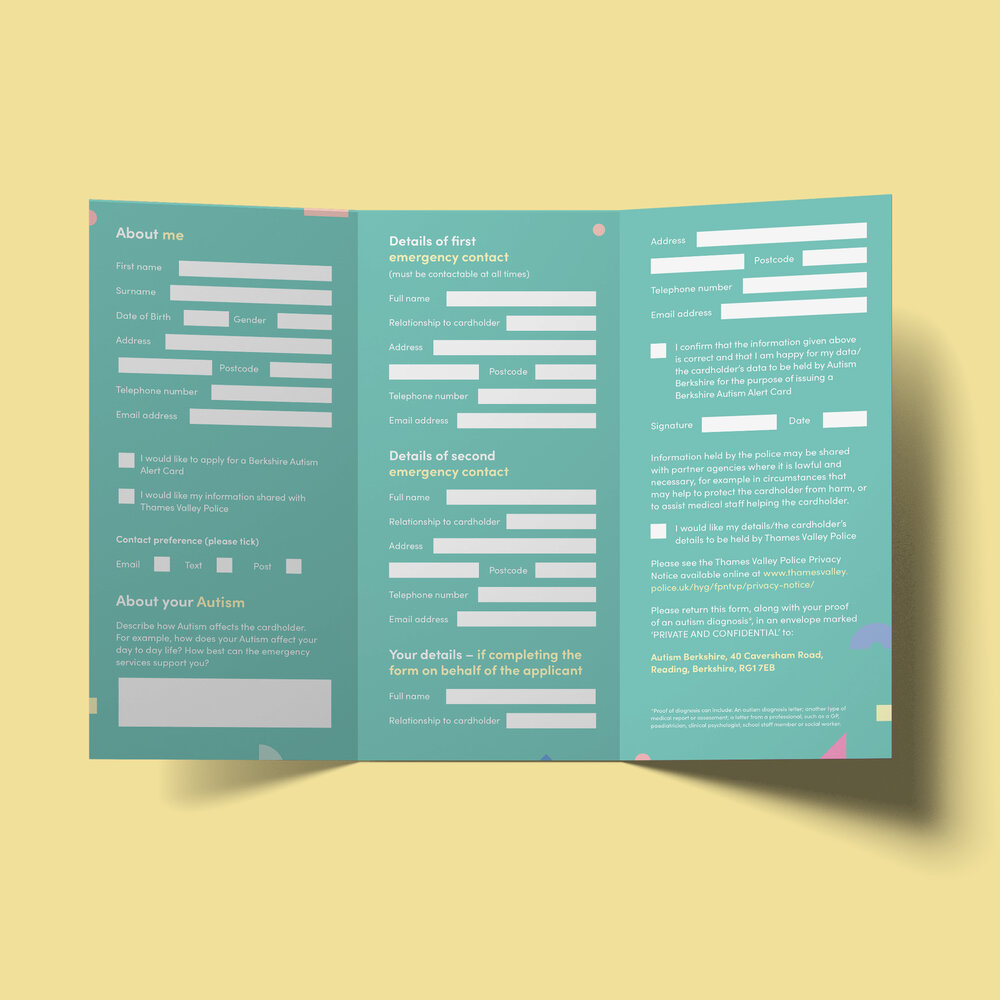 About me
First name
Surname
Date of Birth Gender
Address
Postcode
Telephone number
Email address
I would like to apply for a Berkshire Autism
Alert Card
I would like my information shared with
Thames Valley Police
Contact preference (please tick)
Email Text Post
About your Autism
Describe how Autism affects the cardholder.
For example, how does your Autism affect your
day to day life? How best can the emergency
services support you?
Details of first
emergency contact
(must be contactable at all times)
Full name
Relationship to cardholder
Address
Postcode
Telephone number
Email address
Details of second
emergency contact
Full name
Relationship to cardholder
Address
Postcode
Telephone number
Email address
Your details – if completing the
form on behalf of the applicant
Full name
Relationship to cardholder
Address
Postcode
Telephone number
Email address
I confirm that the information given above
is correct and that I am happy for my data/
the cardholder's data to be held by Autism
Berkshire for the purpose of issuing a
Berkshire Autism Alert Card
Signature Date
Information held by the police may be shared
with partner agencies where it is lawful and
necessary, for example in circumstances that
may help to protect the cardholder from harm, or
to assist medical staff helping the cardholder.
I would like my details/the cardholder's
details to be held by Thames Valley Police
Please see the Thames Valley Police Privacy
Notice available online at www.thamesvalley.
police.uk/hyg/fpntvp/privacy-notice/
Please return this form, along with your proof
of an autism diagnosis*, in an envelope marked
'PRIVATE AND CONFIDENTIAL' to:
Autism Berkshire, 40 Caversham Road,
Reading, Berkshire, RG1 7EB
*Proof of diagnosis can include: An autism diagnosis letter; another type of
medical report or assessment; a letter from a professional, such as a GP,
paediatrician, clinical psychologist; school staff member or social worker.